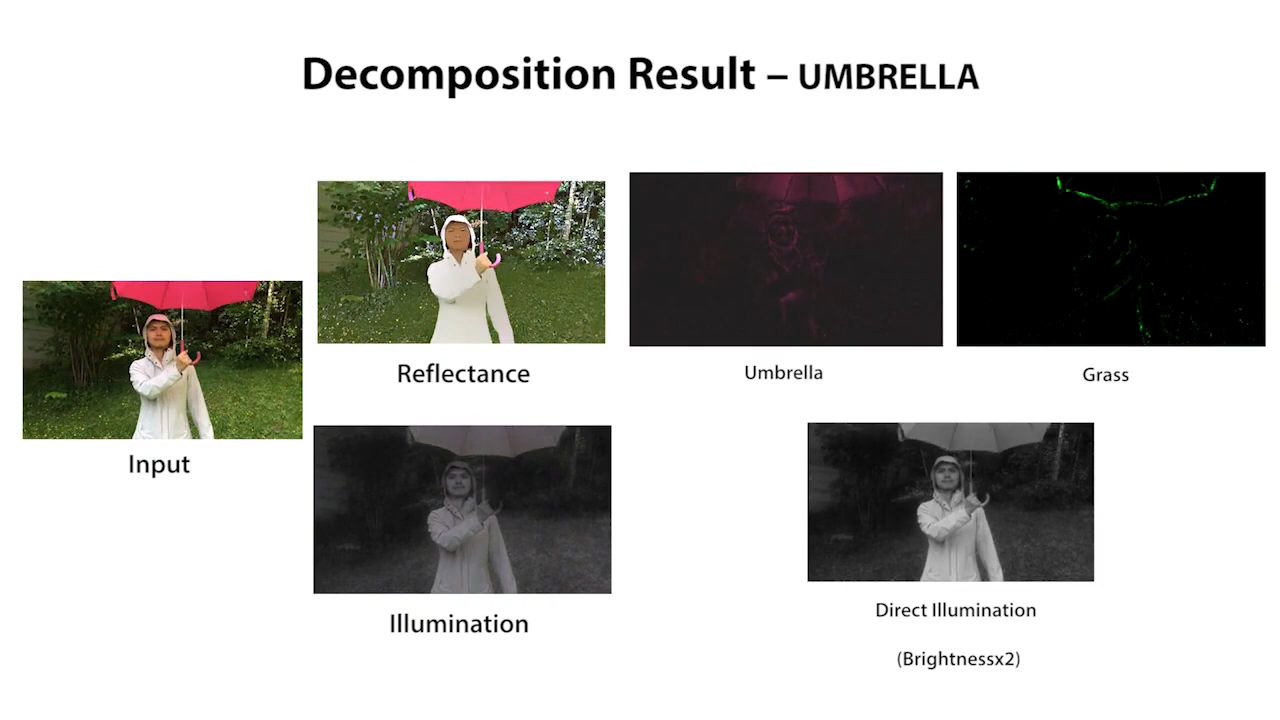 Decomposition Result – UMBRELLA
Input
Reflectance
Umbrella
Grass
Illumination
Direct Illumination
(Brightnessx2)